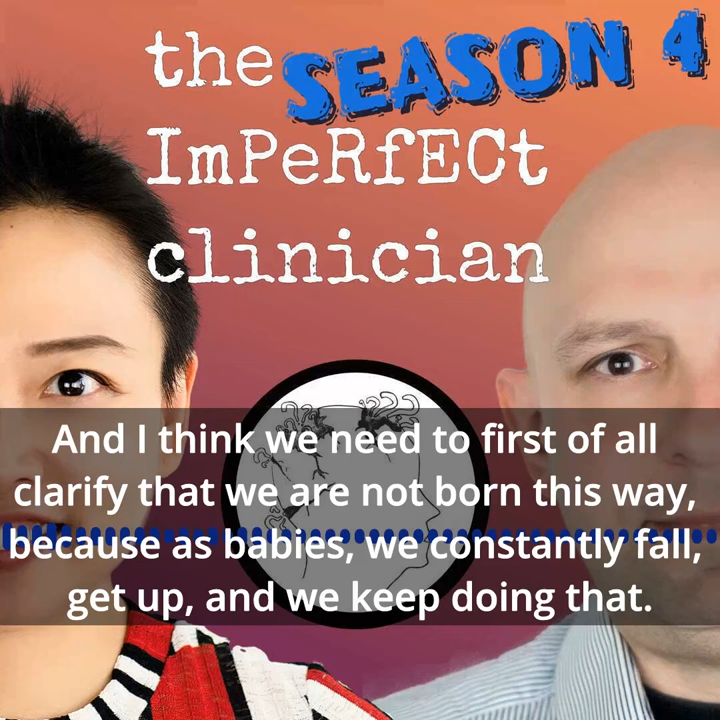 the SEASON 4
ImPeRfECt
clinician
And I think we need to first of all
clarify that we are not born this way,
because as babies, we constantly fall,
get up, and we keep doing that.